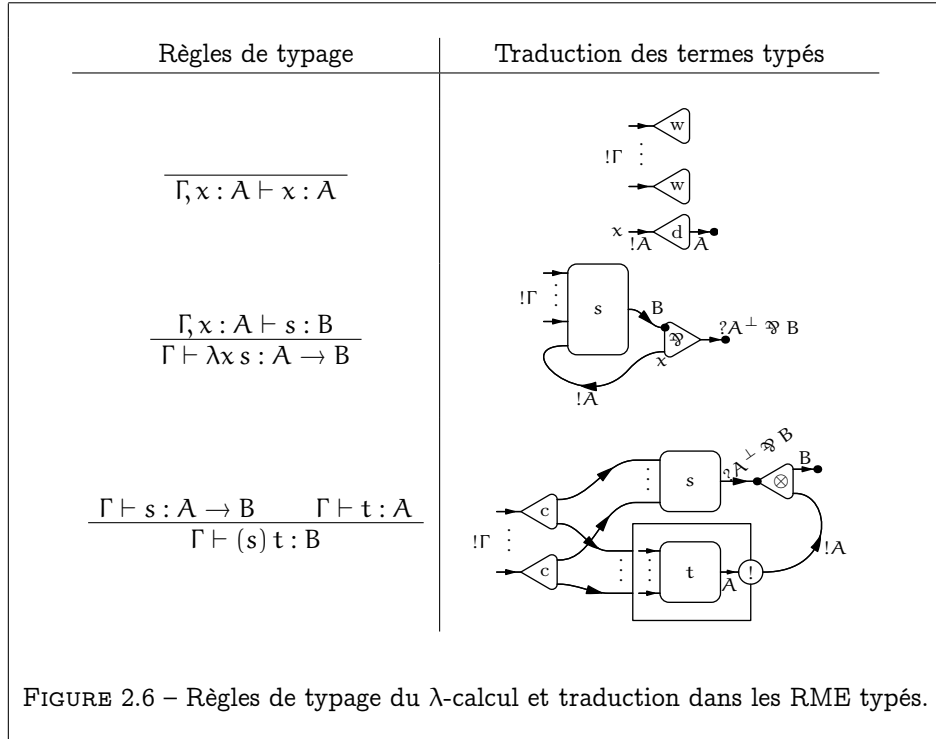 Règles de typage
Traduction des termes typés
Γ, x : A ⊢ x : A
!Γ
⋮
w
w
x
!A
d
A
Γ, x : A ⊢ s : B
Γ ⊢ λx s : A → B
!Γ
⋮
⋮
s
B
⅋
x
?A⊥ ⅋ B
!A
Γ ⊢ s : A → B Γ ⊢ t : A
Γ ⊢ (s) t : B
!Γ
⋮
c
c
⋮
s
?A⊥ ⅋ B
⊗
B
⋮
⋮
t
A
!
!A
FIGURE 2.6 – Règles de typage du λ-calcul et traduction dans les RME typés.